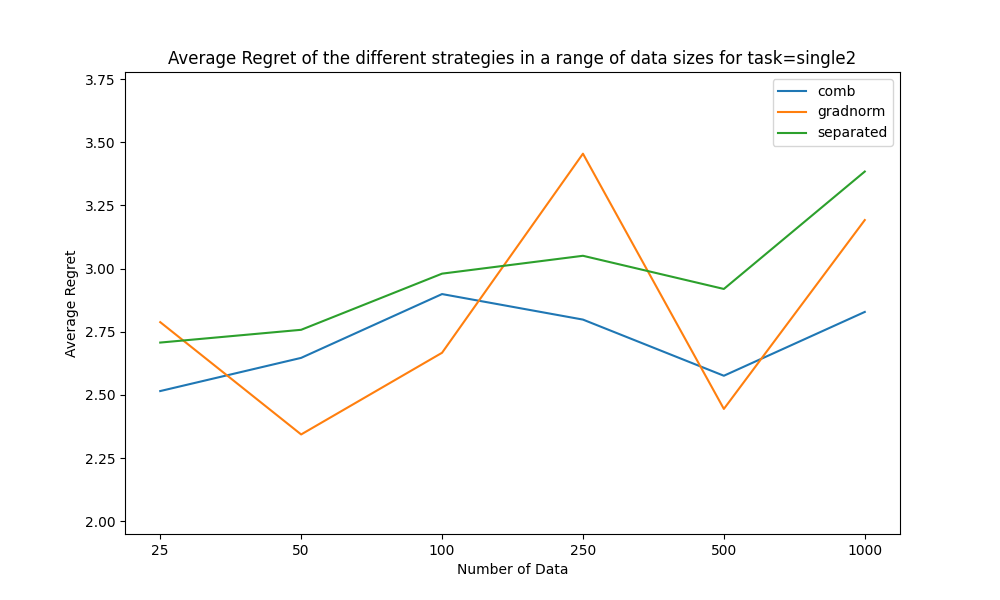 Average Regret of the different strategies in a range of data sizes for task=single2
comb
gradnorm
separated
3.75
3.50
3.25
3.00
2.75
2.50
2.25
2.00
Average Regret
25 50 100 250 500 1000
Number of Data